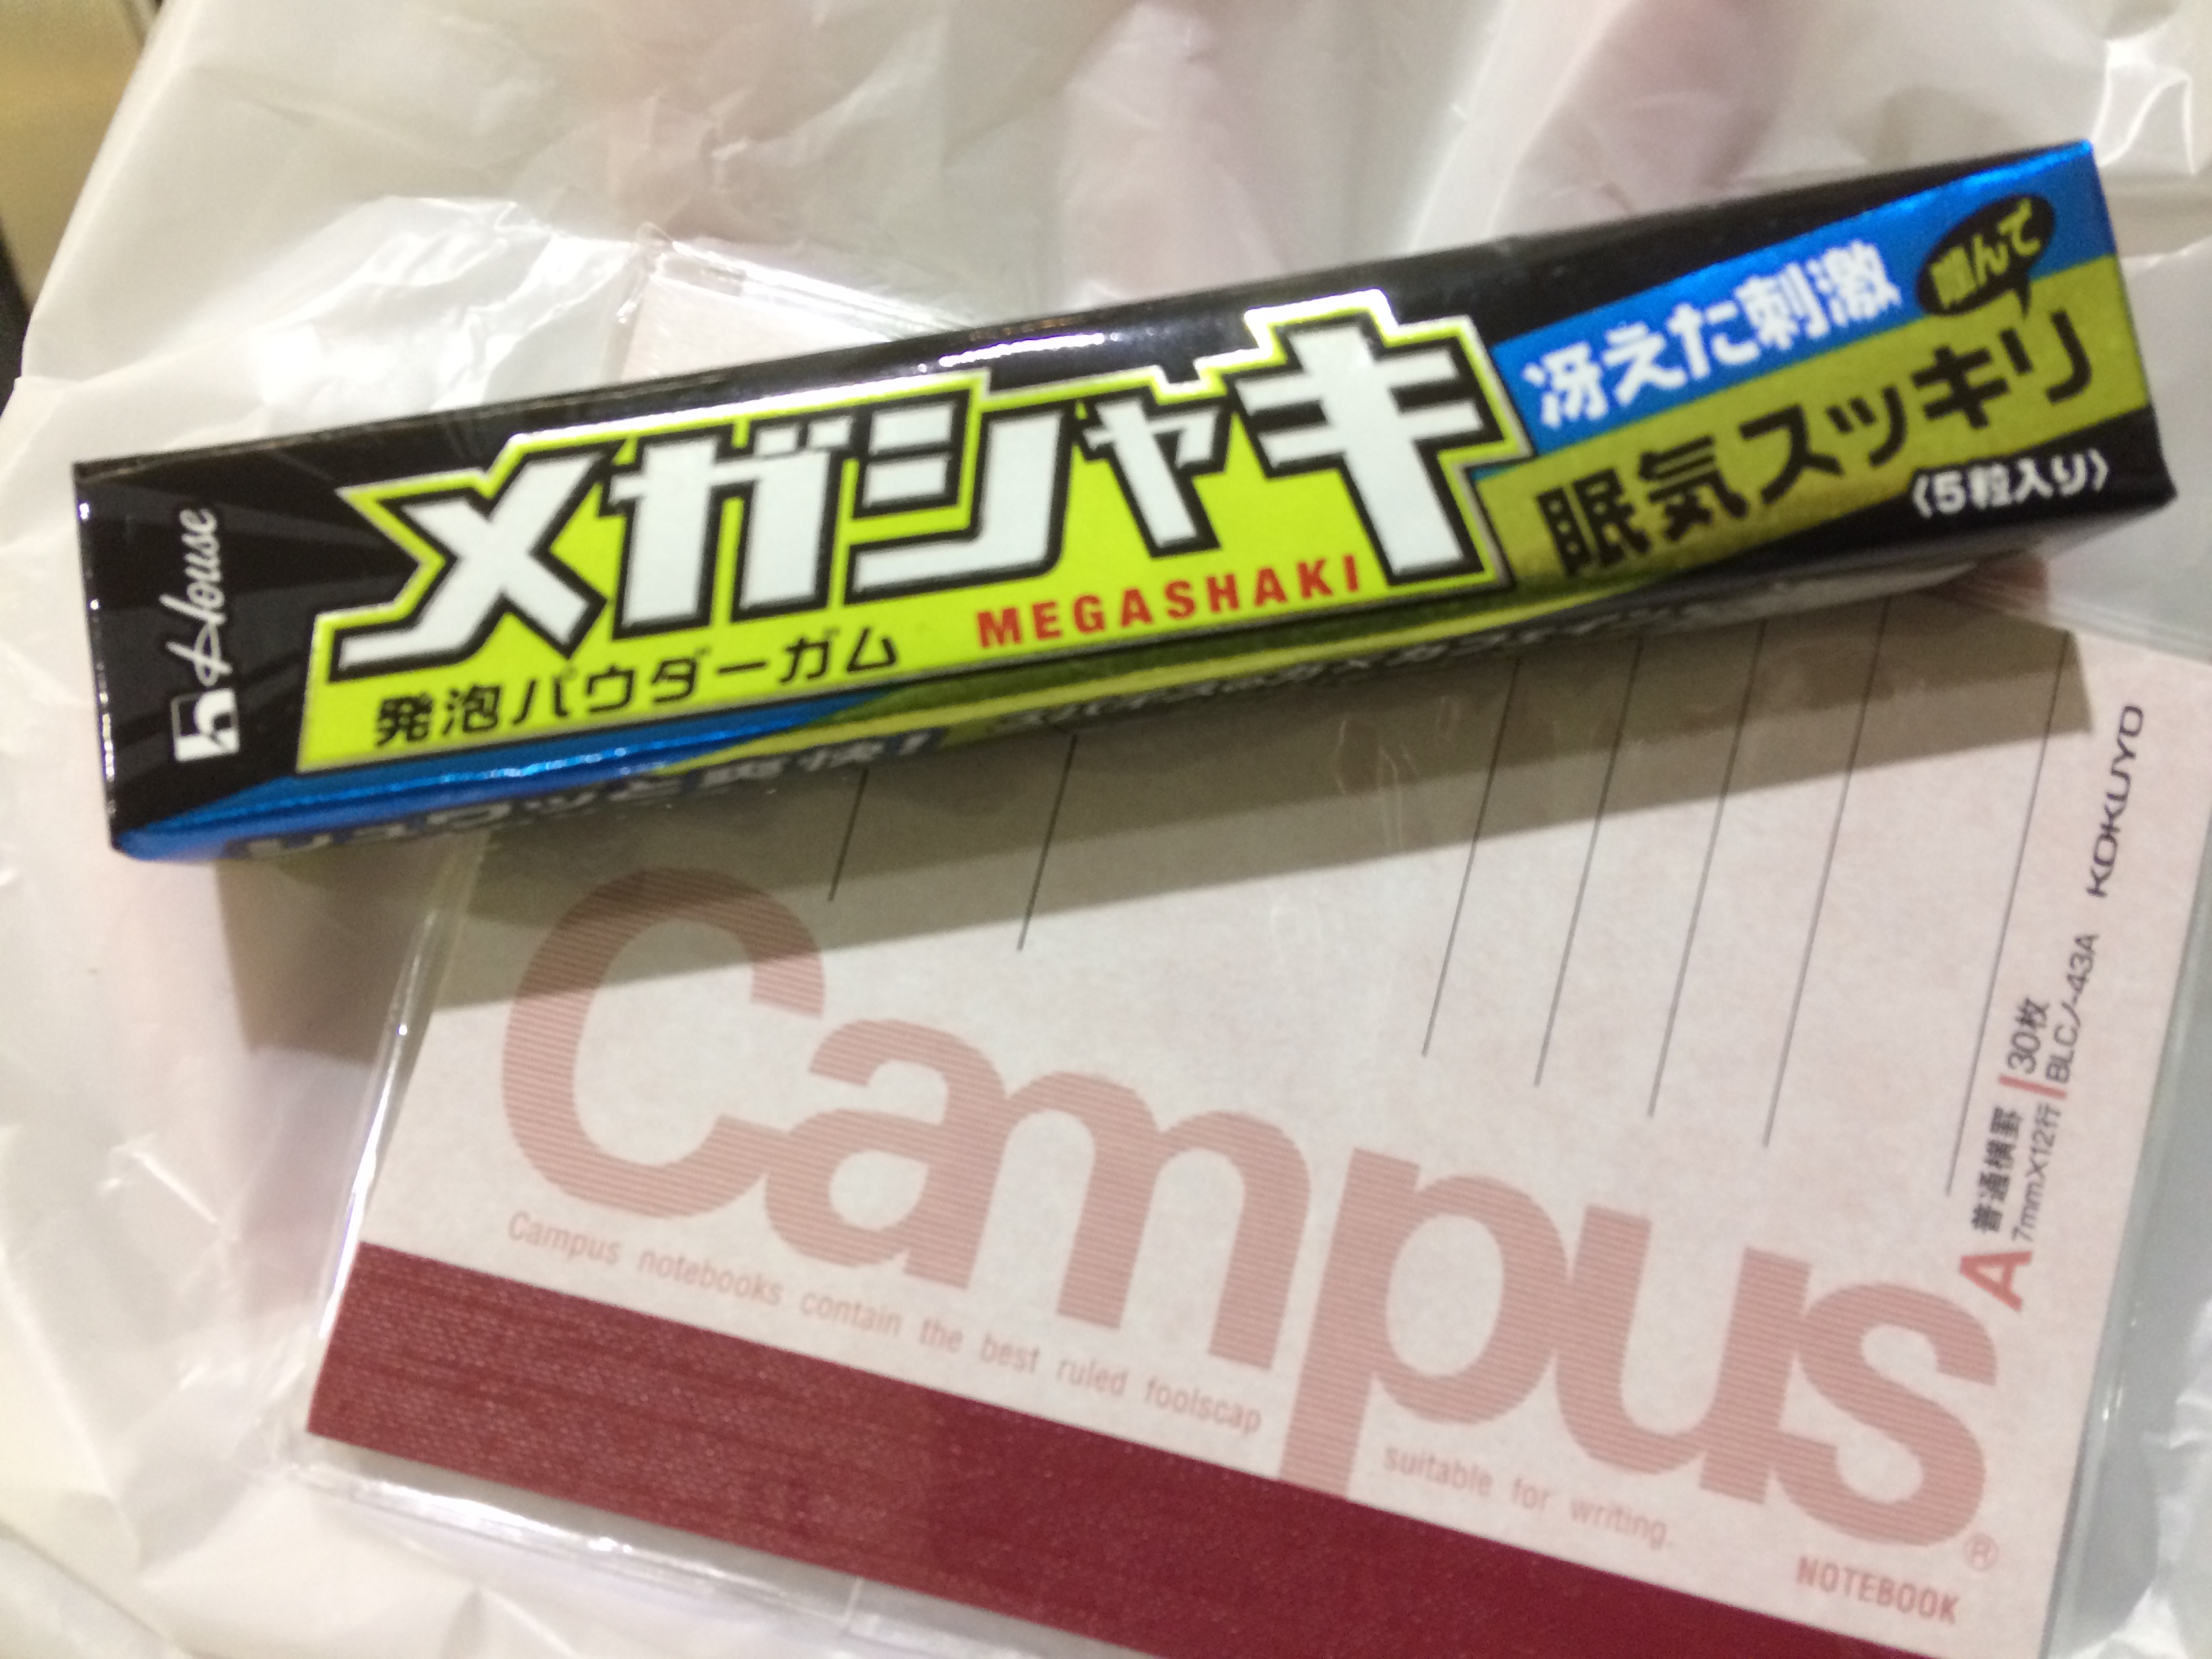 House
メガシャキ
MEGASHAKI
発泡パウダーガム
冴えた刺激
噛んで
眠気スッキリ
〈5粒入り〉
Campus
Campus notebooks contain the best ruled foolscap
suitable for writing.
NOTEBOOK
A 普通横罫 30枚
7mm×12行 BLCノ-43A KOKUYO